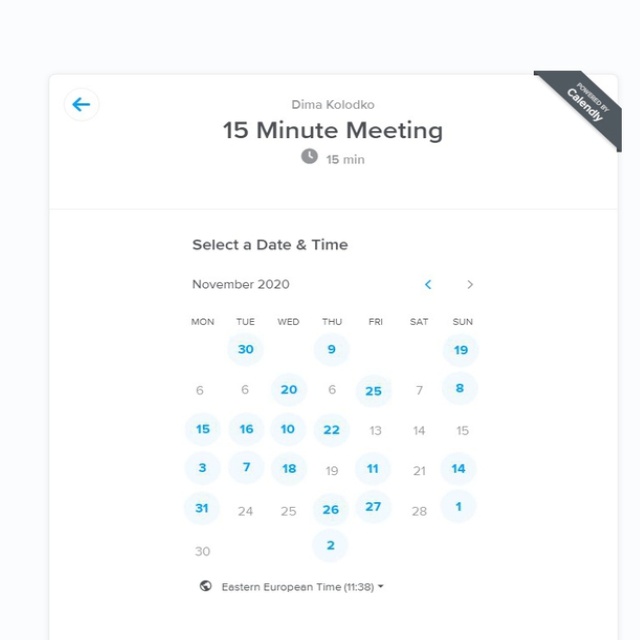 Dima Kolodko
POWERED BY
Calendly
15 Minute Meeting
15 min
Select a Date & Time
November 2020
MON TUE WED THU FRI SAT SUN
30 9 19
6 6 20 6 25 7 8
15 16 10 22 13 14 15
3 7 18 19 11 21 14
31 24 25 26 27 28 1
30 2
Eastern European Time (11:38)